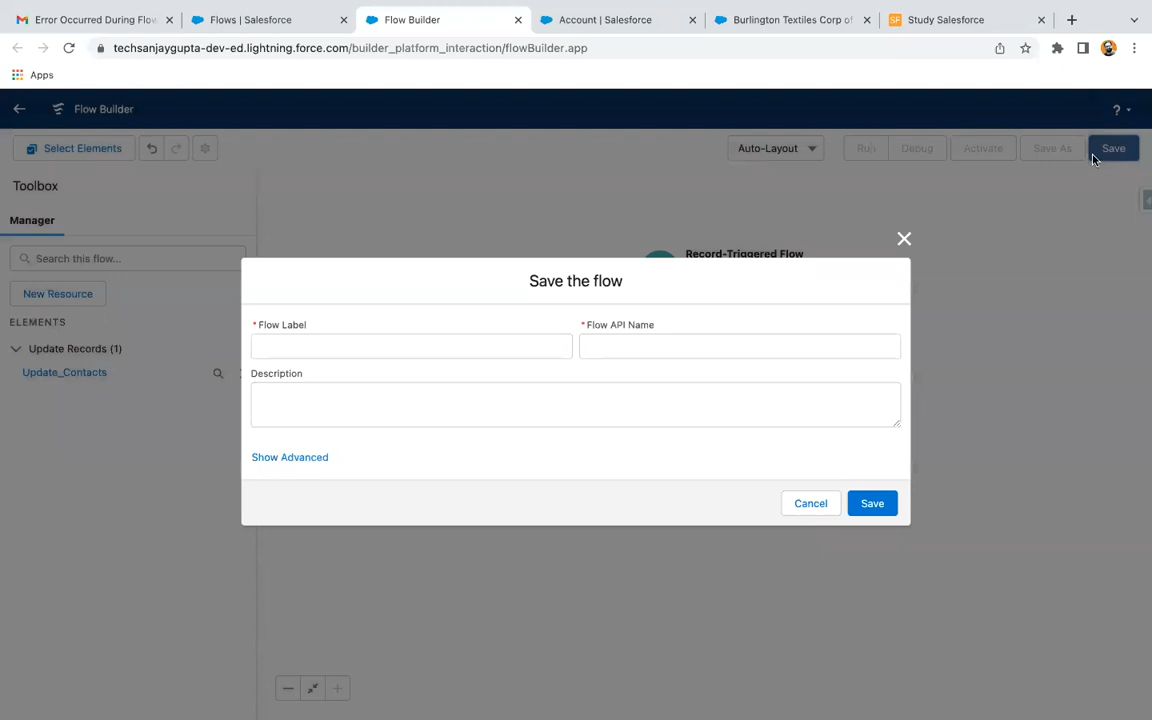 Error Occurred During Flow
Flows | Salesforce
Flow Builder
Account | Salesforce
Burlington Textiles Corp of
SF
Study Salesforce
techsanjaygupta-dev-ed.lightning.force.com/builder_platform_interaction/flowBuilder.app
Apps
Flow Builder
?
Select Elements
Auto-Layout
Run
Debug
Activate
Save As
Save
Toolbox
Manager
Record-Triggered Flow
Search this flow...
Save the flow
New Resource
ELEMENTS
* Flow Label
* Flow API Name
Update Records (1)
Update_Contacts
Description
Show Advanced
Cancel
Save